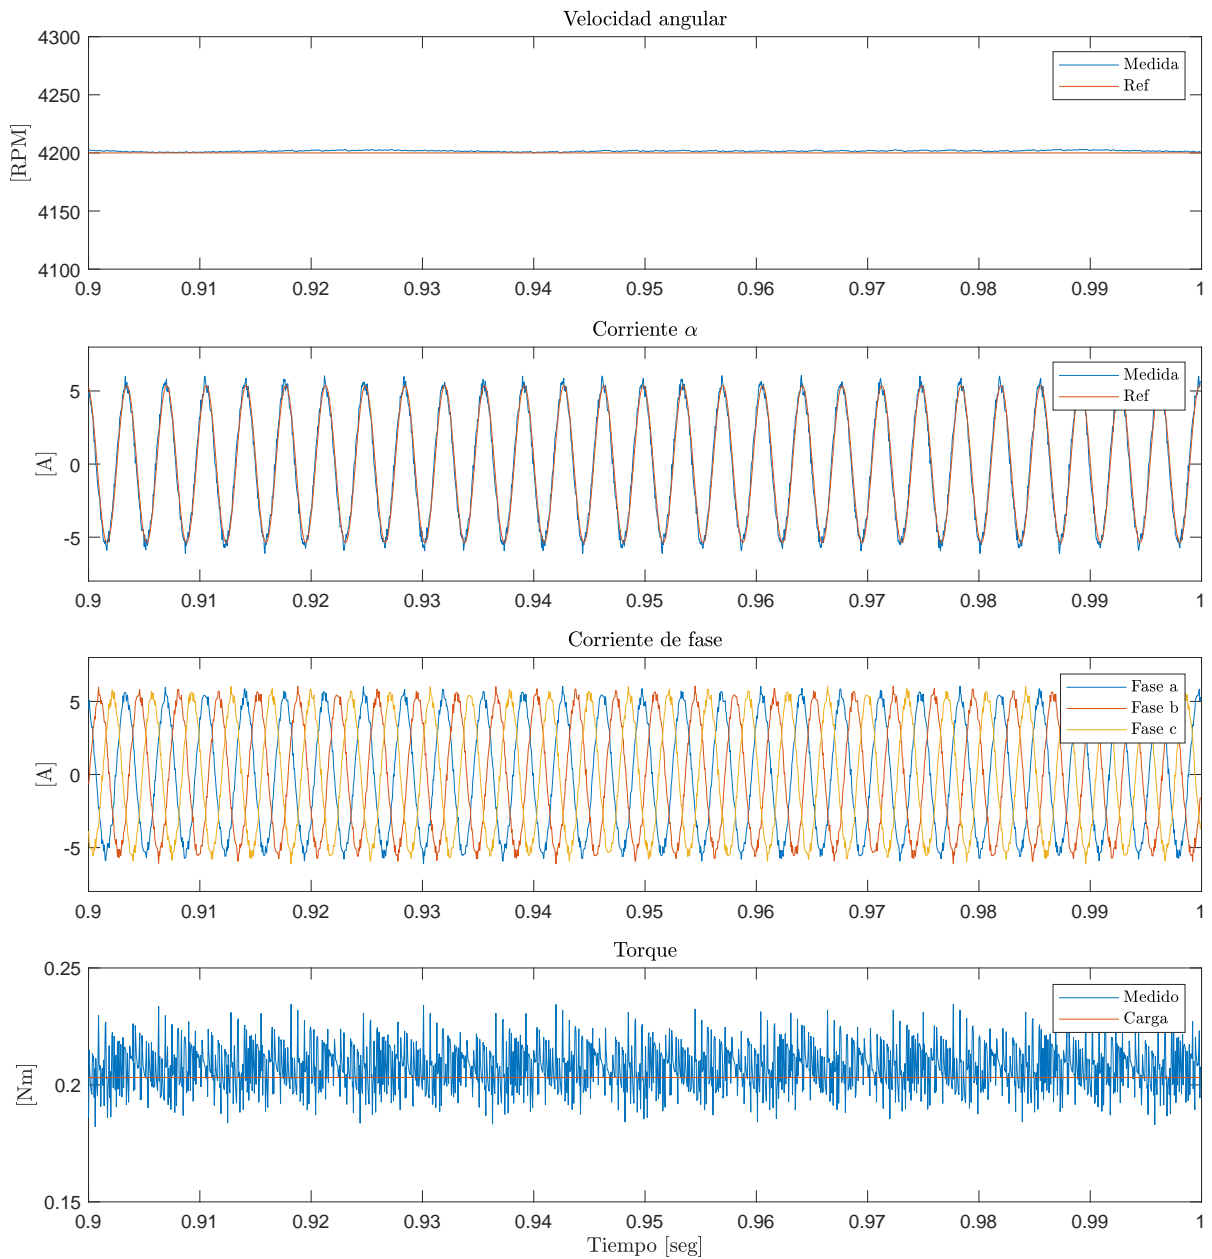 Velocidad angular
4300
4250
4200
4150
4100
[RPM]
Medida
Ref
0.9 0.91 0.92 0.93 0.94 0.95 0.96 0.97 0.98 0.99 1
Corriente α
5
0
-5
[A]
Medida
Ref
0.9 0.91 0.92 0.93 0.94 0.95 0.96 0.97 0.98 0.99 1
Corriente de fase
5
0
-5
[A]
Fase a
Fase b
Fase c
0.9 0.91 0.92 0.93 0.94 0.95 0.96 0.97 0.98 0.99 1
Torque
0.25
0.2
0.15
[Nm]
Medido
Carga
0.9 0.91 0.92 0.93 0.94 0.95 0.96 0.97 0.98 0.99 1
Tiempo [seg]